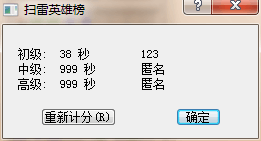 扫雷英雄榜
初级: 38 秒 123
中级: 999 秒 匿名
高级: 999 秒 匿名
重新计分(R) 确定